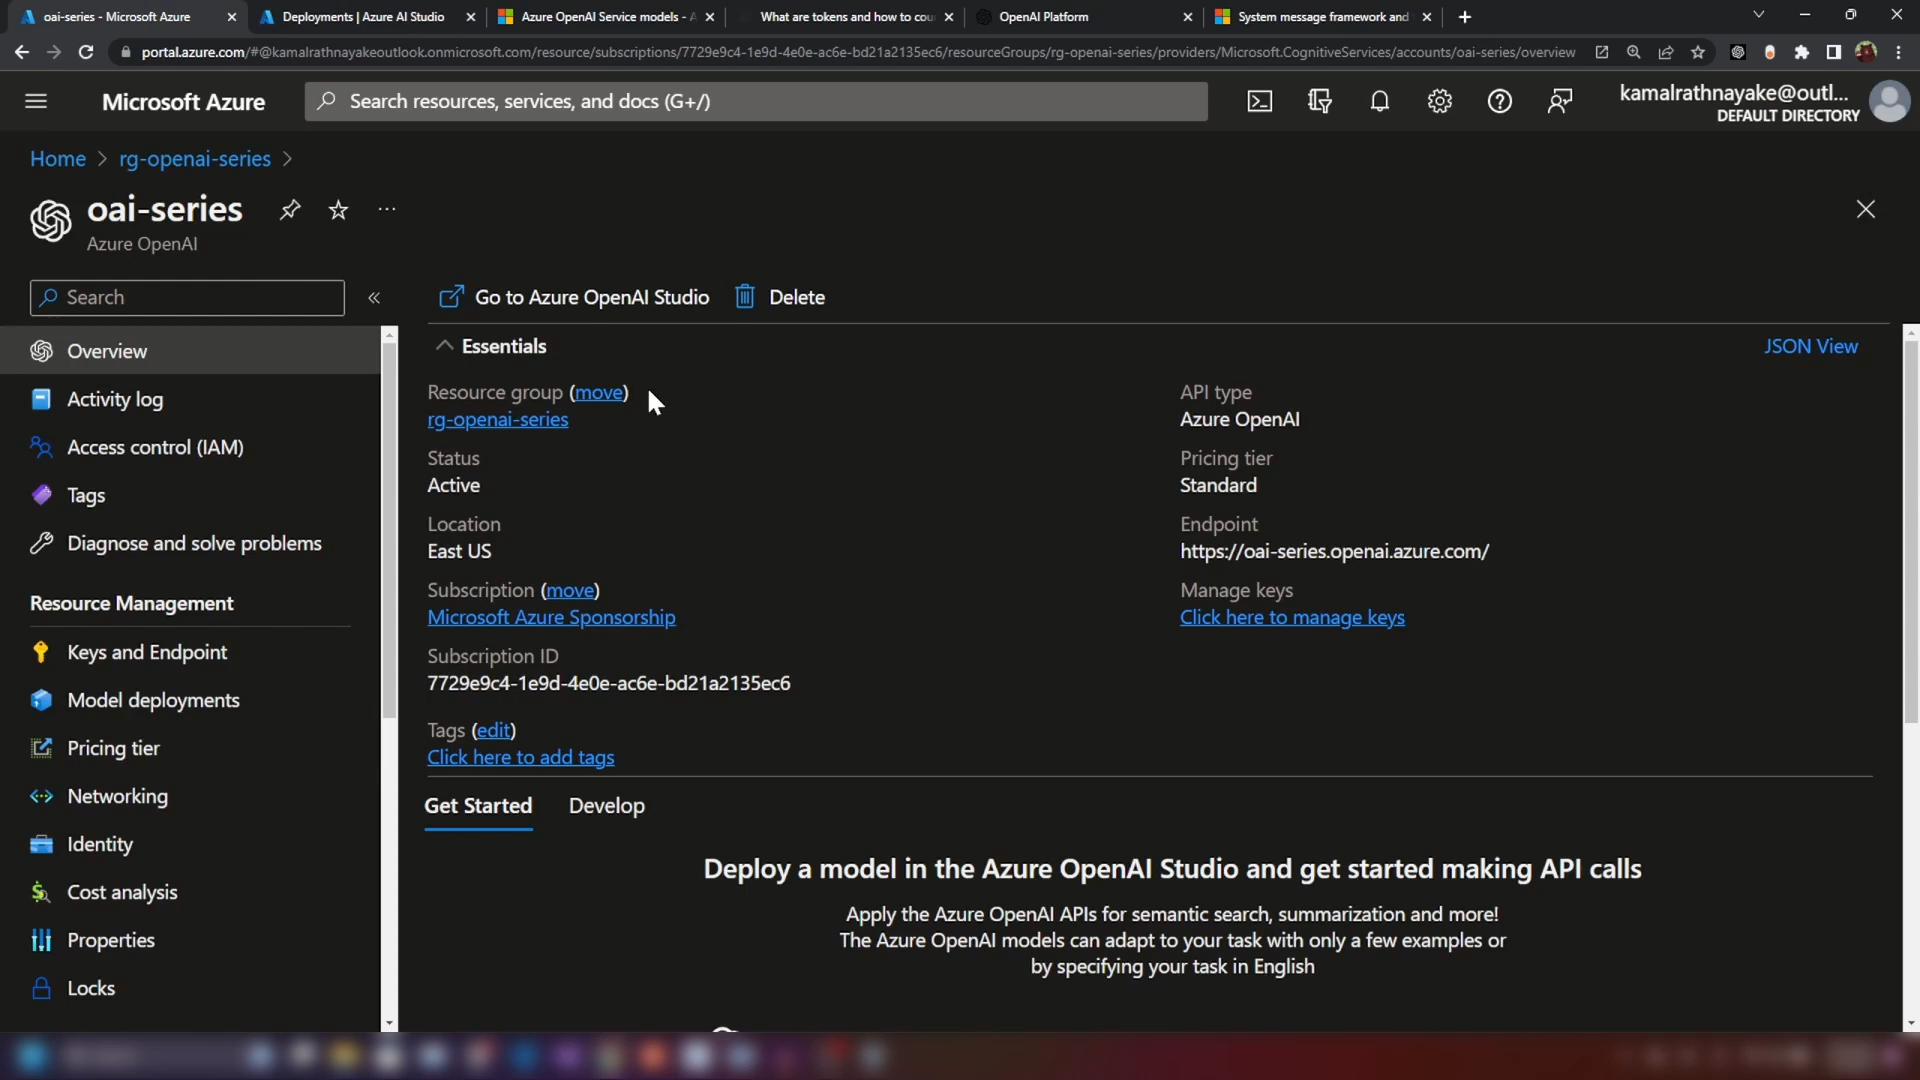 oai-series - Microsoft Azure
Deployments | Azure AI Studio
Azure OpenAI Service models - A
What are tokens and how to cou
OpenAI Platform
System message framework and
portal.azure.com/#@kamalrathnayakeoutlook.onmicrosoft.com/resource/subscriptions/7729e9c4-1e9d-4e0e-ac6e-bd21a2135ec6/resourceGroups/rg-openai-series/providers/Microsoft.CognitiveServices/accounts/oai-series/overview
Microsoft Azure
Search resources, services, and docs (G+/)
kamalrathnayake@outl...
DEFAULT DIRECTORY
Home > rg-openai-series >
oai-series
Azure OpenAI
Search
Go to Azure OpenAI Studio
Delete
Overview
Activity log
Access control (IAM)
Tags
Diagnose and solve problems
Resource Management
Keys and Endpoint
Model deployments
Pricing tier
Networking
Identity
Cost analysis
Properties
Locks
Essentials
JSON View
Resource group (move)
rg-openai-series
Status
Active
Location
East US
Subscription (move)
Microsoft Azure Sponsorship
Subscription ID
7729e9c4-1e9d-4e0e-ac6e-bd21a2135ec6
Tags (edit)
Click here to add tags
API type
Azure OpenAI
Pricing tier
Standard
Endpoint
https://oai-series.openai.azure.com/
Manage keys
Click here to manage keys
Get Started
Develop
Deploy a model in the Azure OpenAI Studio and get started making API calls
Apply the Azure OpenAI APIs for semantic search, summarization and more!
The Azure OpenAI models can adapt to your task with only a few examples or
by specifying your task in English